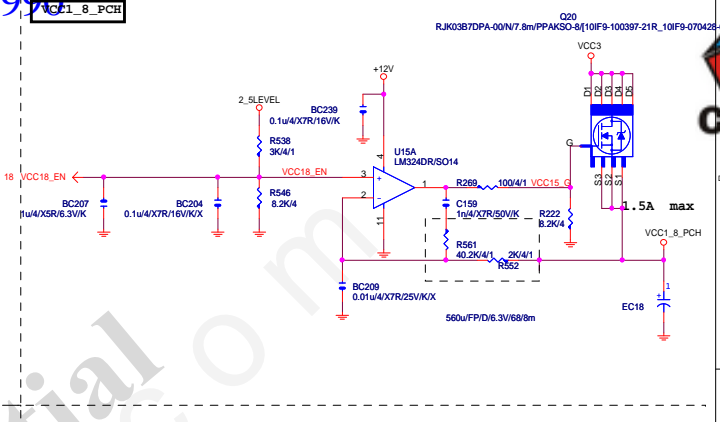 VCC1_8_PCH
Q20
RJK03B7DPA-00/N/7.8m/PPAKSO-8/[10IF9-100397-21R_10IF9-070428-
VCC3
D1
D2
D3
D4
D5
G
S3
S2
S1
1.5A max
+12V
2_5LEVEL
BC239
0.1u/4/X7R/16V/K
R538
3K/4/1
U15A
LM324DR/SO14
18 VCC18_EN
VCC18_EN
3
2
4
11
1
+
-
R269
100/4/1
VCC15_G
BC207
1u/4/X5R/6.3V/K
BC204
0.1u/4/X7R/16V/K/X
R546
8.2K/4
C159
1n/4/X7R/50V/K
R222
8.2K/4
R561
40.2K/4/1
2K/4/1
R552
VCC1_8_PCH
BC209
0.01u/4/X7R/25V/K/X
560u/FP/D/6.3V/68/8m
EC18
1
+
tial
com